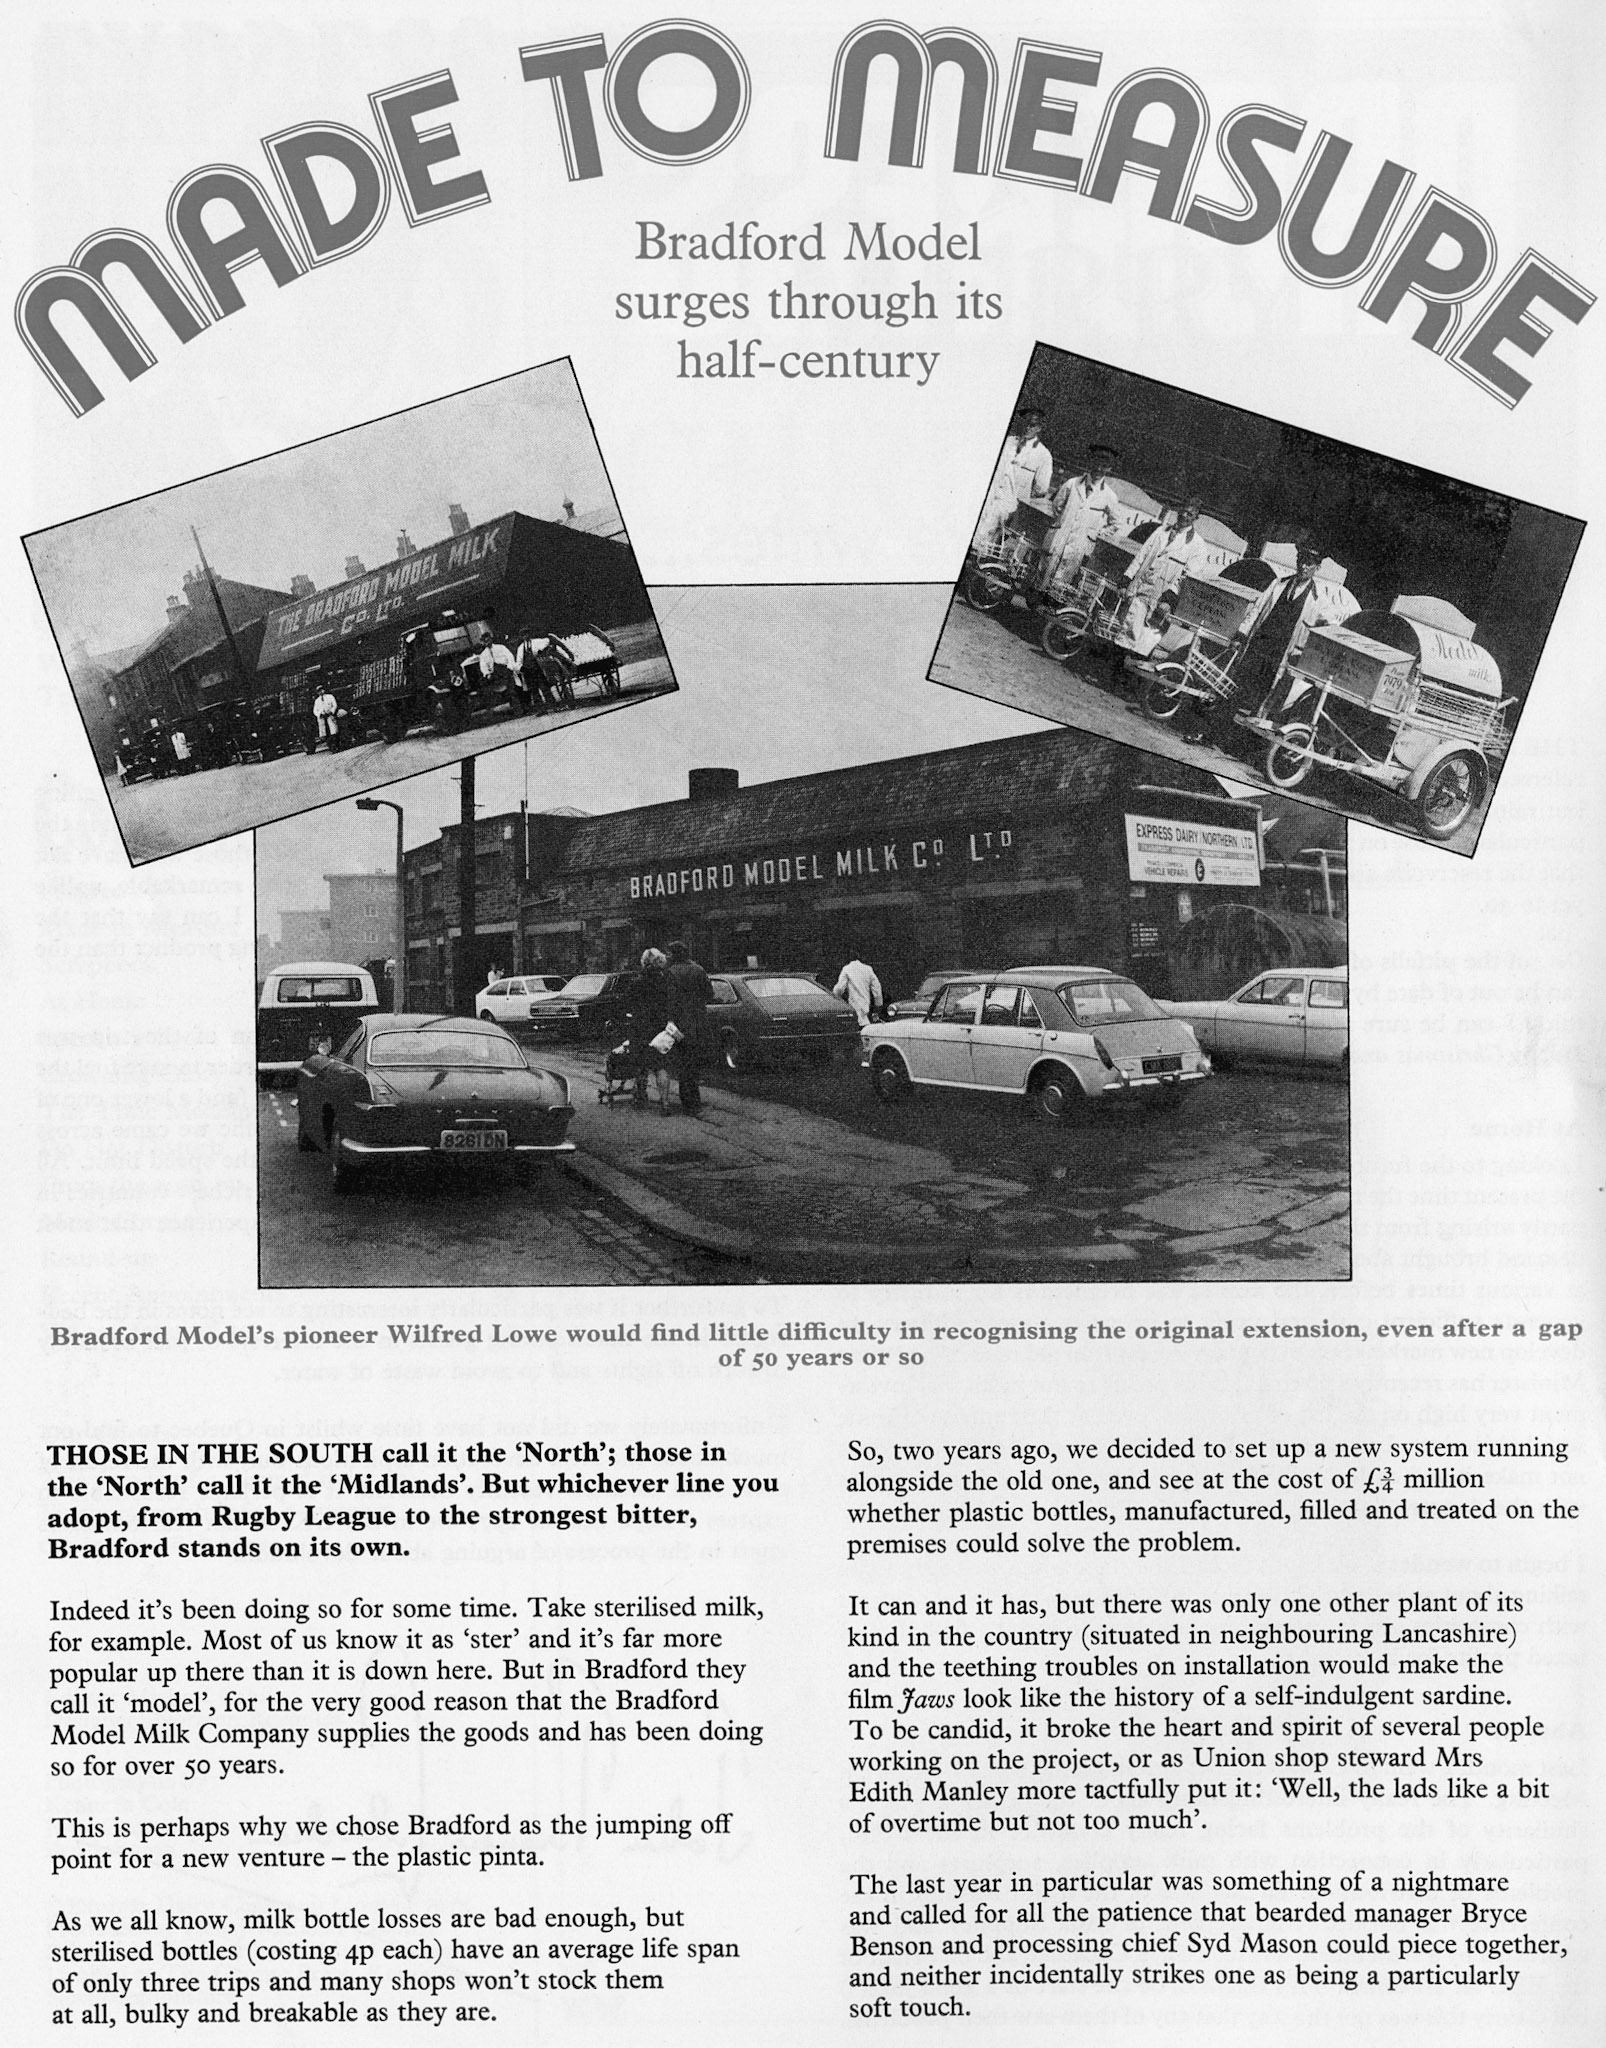 MADE TO MEASURE
Bradford Model
surges through its
half-century
THE BRADFORD MODEL MILK
CO. LTD.
Model
milk
7979
BRADFORD MODEL MILK CO LTD
EXPRESS DAIRY NORTHERN LTD
VEHICLE REPAIRS
E
8261 DN
Bradford Model's pioneer Wilfred Lowe would find little difficulty in recognising the original extension, even after a gap
of 50 years or so
THOSE IN THE SOUTH call it the ‘North’; those in
the ‘North’ call it the ‘Midlands’. But whichever line you
adopt, from Rugby League to the strongest bitter,
Bradford stands on its own.
Indeed it's been doing so for some time. Take sterilised milk,
for example. Most of us know it as ‘ster’ and it's far more
popular up there than it is down here. But in Bradford they
call it ‘model’, for the very good reason that the Bradford
Model Milk Company supplies the goods and has been doing
so for over 50 years.
This is perhaps why we chose Bradford as the jumping off
point for a new venture – the plastic pinta.
As we all know, milk bottle losses are bad enough, but
sterilised bottles (costing 4p each) have an average life span
of only three trips and many shops won't stock them
at all, bulky and breakable as they are.
So, two years ago, we decided to set up a new system running
alongside the old one, and see at the cost of £¾ million
whether plastic bottles, manufactured, filled and treated on the
premises could solve the problem.
It can and it has, but there was only one other plant of its
kind in the country (situated in neighbouring Lancashire)
and the teething troubles on installation would make the
film Jaws look like the history of a self-indulgent sardine.
To be candid, it broke the heart and spirit of several people
working on the project, or as Union shop steward Mrs
Edith Manley more tactfully put it: ‘Well, the lads like a bit
of overtime but not too much’.
The last year in particular was something of a nightmare
and called for all the patience that bearded manager Bryce
Benson and processing chief Syd Mason could piece together,
and neither incidentally strikes one as being a particularly
soft touch.